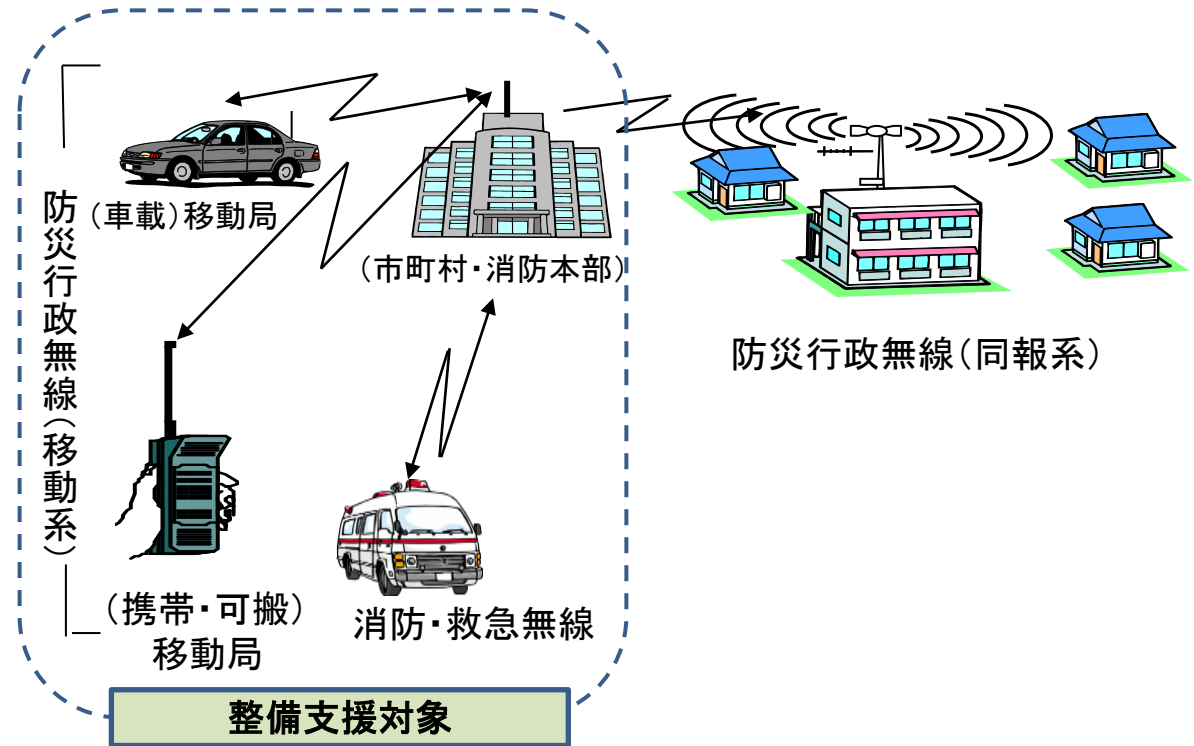 防災行政無線（移動系）
（車載）移動局
（市町村・消防本部）
防災行政無線（同報系）
（携帯・可搬）
移動局
消防・救急無線
整備支援対象